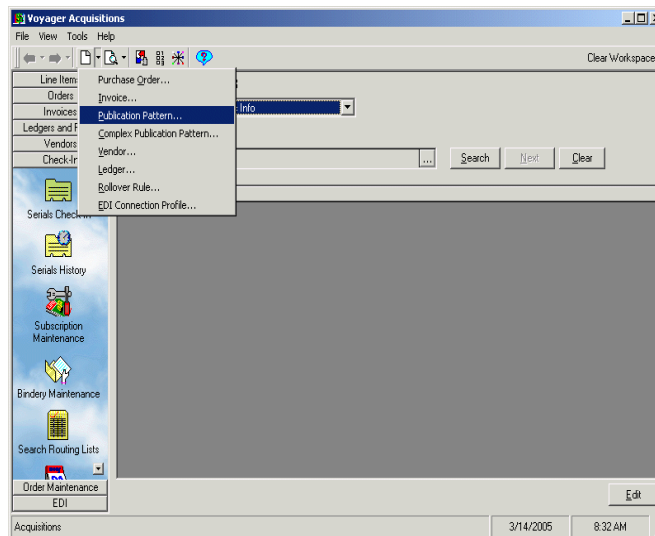 Voyager Acquisitions
File View Tools Help
Clear Workspace
Line Item
Orders
Invoices
Ledgers and F
Vendors
Check-In
Purchase Order...
Invoice...
Publication Pattern...
Complex Publication Pattern...
Vendor...
Ledger...
Rollover Rule...
EDI Connection Profile...
Info
...
Search
Next
Clear
Serials Check-In
Serials History
Subscription
Maintenance
Bindery Maintenance
Search Routing Lists
Order Maintenance
EDI
Edit
Acquisitions
3/14/2005
8:32 AM